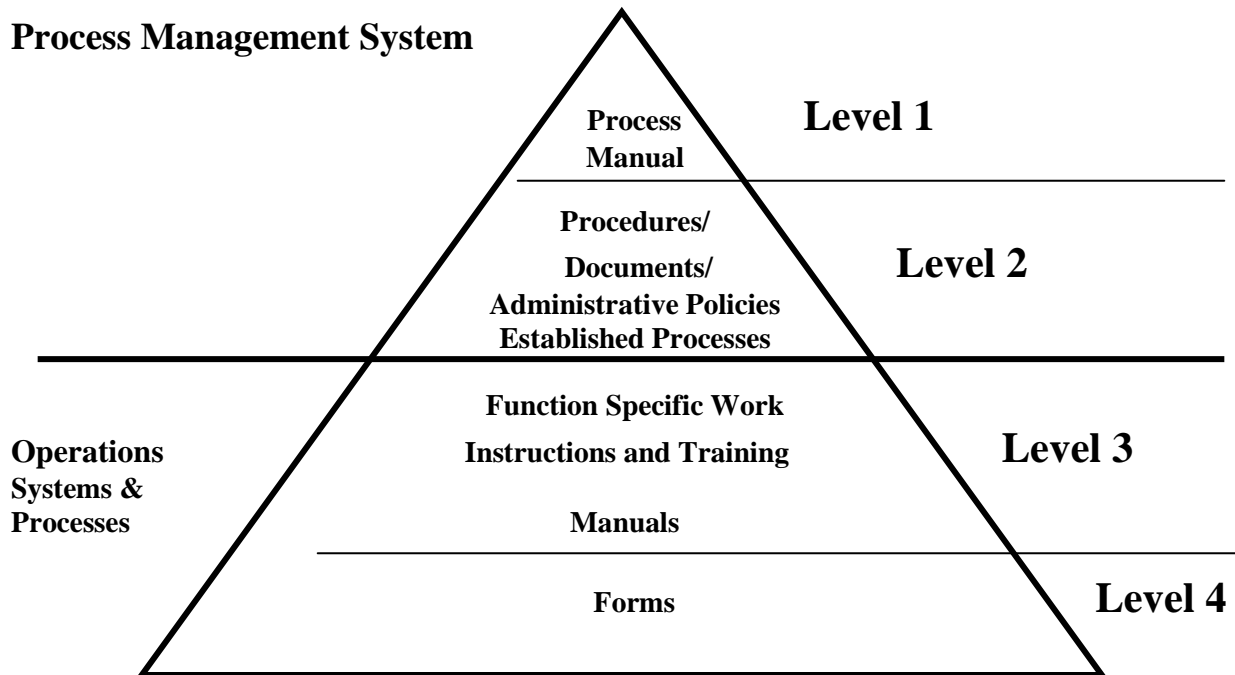 Process Management System
Process
Manual
Level 1
Procedures/
Documents/
Administrative Policies
Established Processes
Level 2
Operations
Systems &
Processes
Function Specific Work
Instructions and Training
Manuals
Level 3
Forms
Level 4